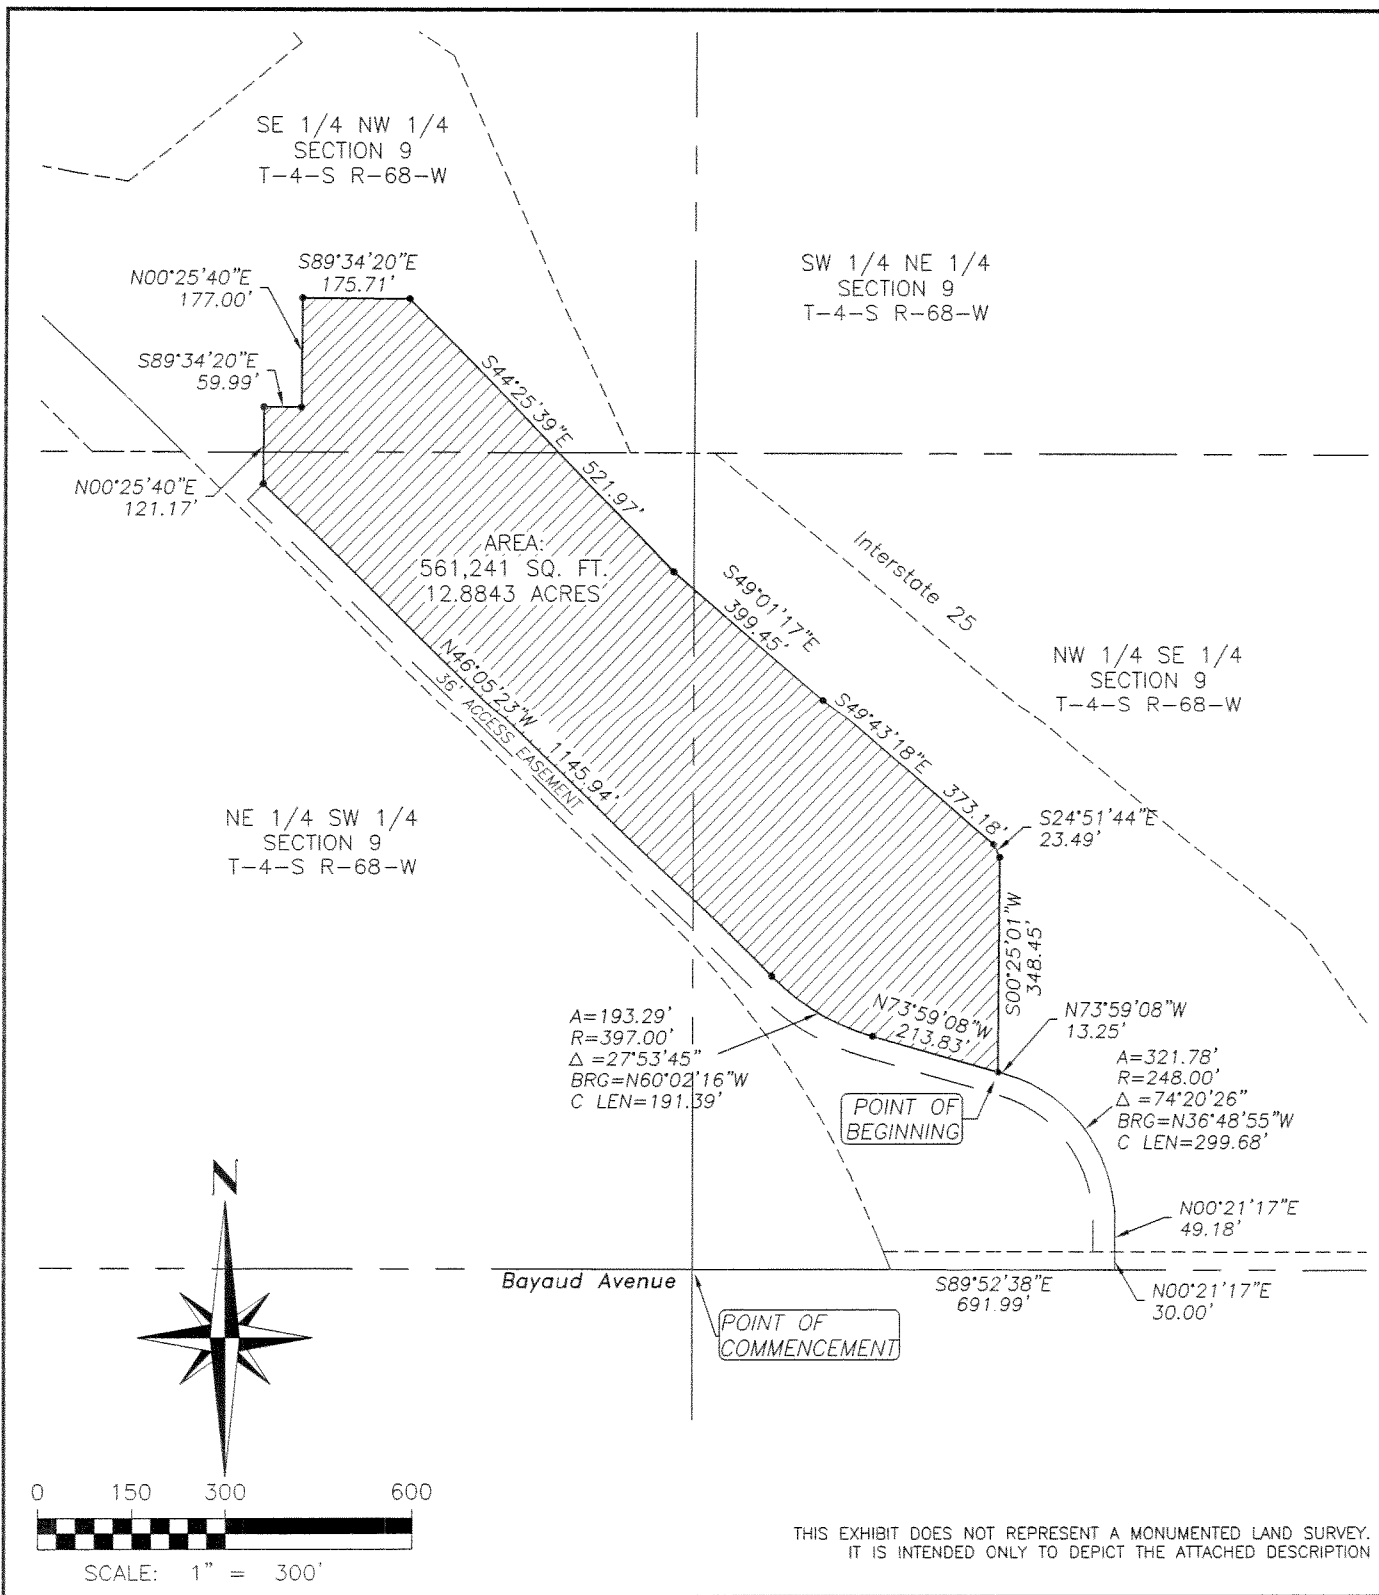 SE 1/4 NW 1/4
SECTION 9
T-4-S R-68-W
SW 1/4 NE 1/4
SECTION 9
T-4-S R-68-W
N00°25'40"E
177.00'
S89°34'20"E
175.71'
S89°34'20"E
59.99'
N00°25'40"E
121.17'
S44°25'39"E
521.97'
AREA:
561,241 SQ. FT.
12.8843 ACRES
Interstate 25
S49°01'17"E
399.45'
NW 1/4 SE 1/4
SECTION 9
T-4-S R-68-W
N46°05'23"W 1145.94'
36' ACCESS EASEMENT
S49°43'18"E
373.18'
S24°51'44"E
23.49'
NE 1/4 SW 1/4
SECTION 9
T-4-S R-68-W
S00°25'01"W
348.45'
N73°59'08"W
213.83'
N73°59'08"W
13.25'
A=193.29'
R=397.00'
Δ =27°53'45"
BRG=N60°02'16"W
C LEN=191.39'
A=321.78'
R=248.00'
Δ =74°20'26"
BRG=N36°48'55"W
C LEN=299.68'
POINT OF
BEGINNING
N
N00°21'17"E
49.18'
Bayaud Avenue
S89°52'38"E
691.99'
N00°21'17"E
30.00'
POINT OF
COMMENCEMENT
0 150 300 600
SCALE: 1" = 300'
THIS EXHIBIT DOES NOT REPRESENT A MONUMENTED LAND SURVEY.
IT IS INTENDED ONLY TO DEPICT THE ATTACHED DESCRIPTION